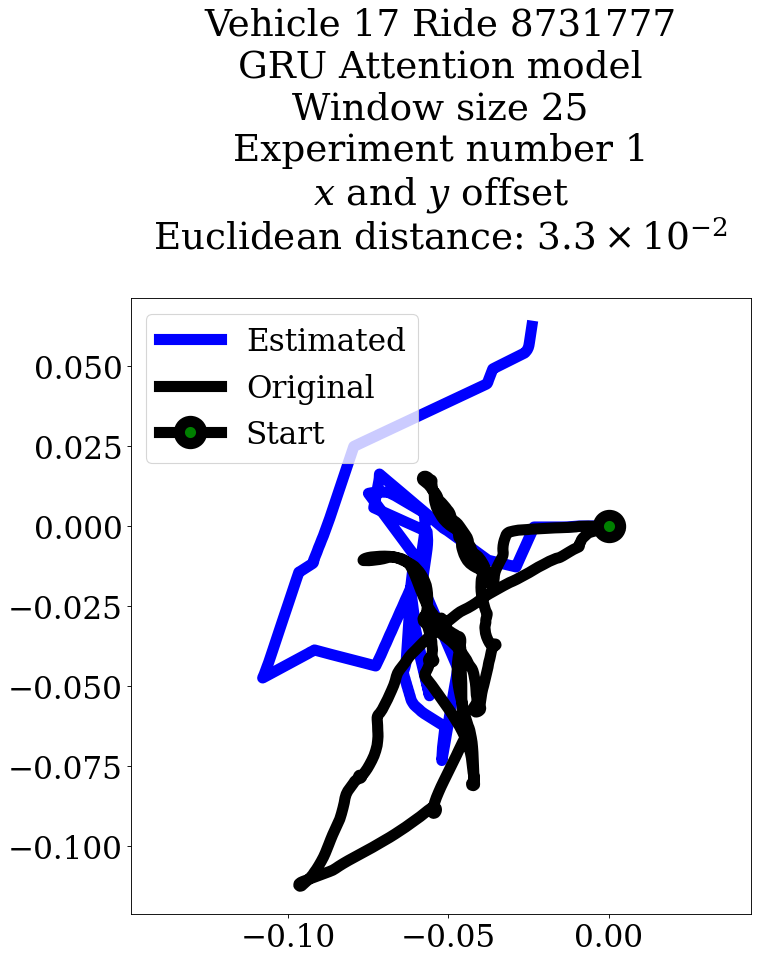 Vehicle 17 Ride 8731777
GRU Attention model
Window size 25
Experiment number 1
x and y offset
Euclidean distance: 3.3 × 10⁻²
Estimated
Original
Start
0.050
0.025
0.000
−0.025
−0.050
−0.075
−0.100
−0.10 −0.05 0.00